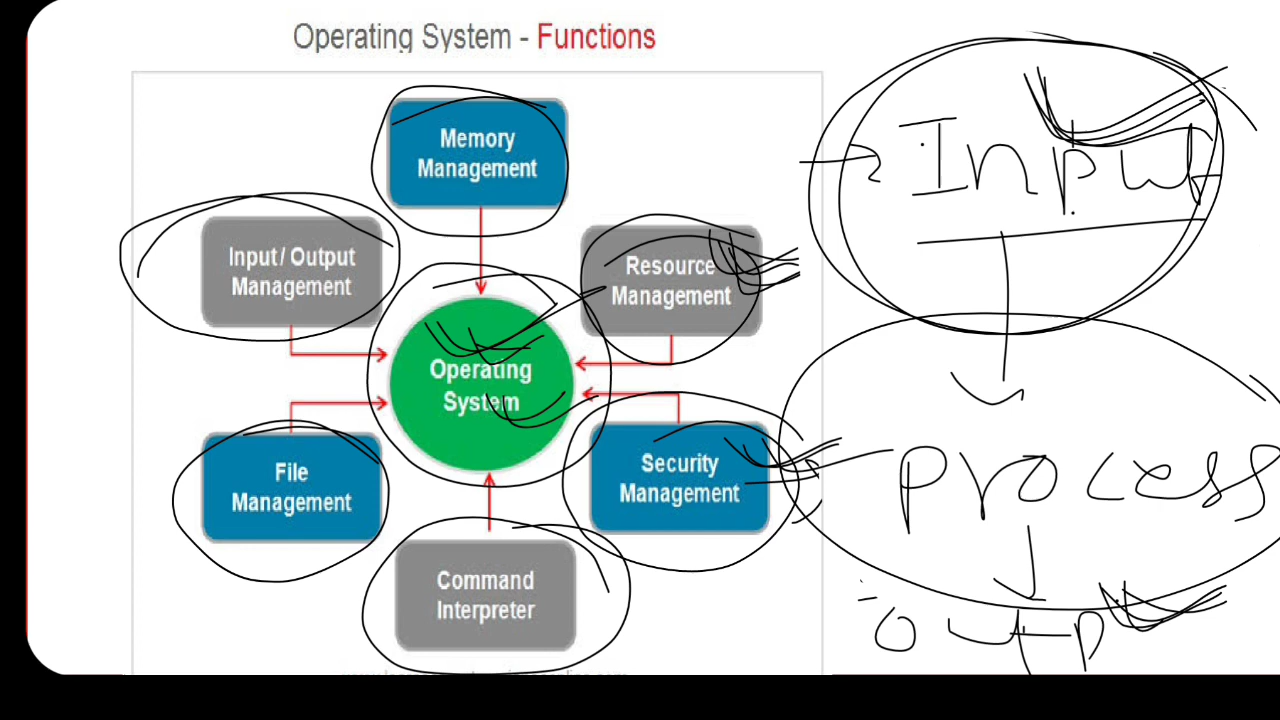 Operating System - Functions
Memory
Management
Input / Output
Management
Resource
Management
Operating
System
File
Management
Security
Management
Command
Interpreter
Input
Process
outp